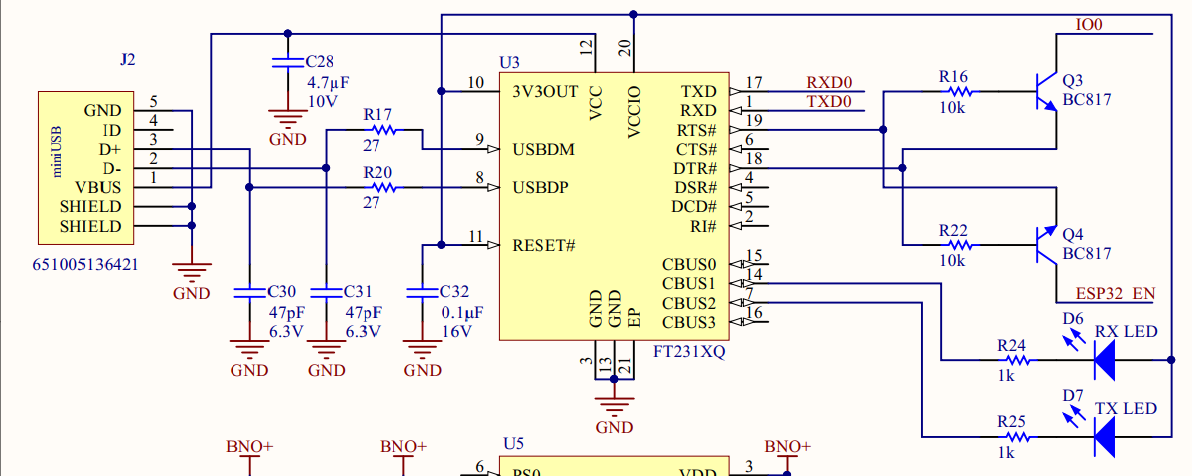 J2
miniUSB
GND 5
ID 4
D+ 3
D- 2
VBUS 1
SHIELD
SHIELD
651005136421
GND
C28
4.7µF
10V
GND
R17
27
R20
27
C30
47pF
6.3V
GND
C31
47pF
6.3V
GND
C32
0.1µF
16V
GND
U3
12 VCC
20 VCCIO
10 3V3OUT
9 USBDM
8 USBDP
11 RESET#
TXD 17 RXD0
RXD 1 TXD0
RTS# 19
CTS# 6
DTR# 18
DSR# 4
DCD# 5
RI# 2
CBUS0 15
CBUS1 14
CBUS2 7
CBUS3 16
GND 3
GND 13
EP 21
FT231XQ
GND
IO0
R16
10k
Q3
BC817
R22
10k
Q4
BC817
ESP32_EN
D6
RX LED
R24
1k
D7
TX LED
R25
1k
BNO+
BNO+
U5
BNO+
6 PS0
VDD 3